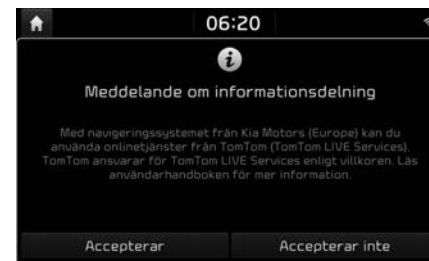 06:20
Meddelande om informationsdelning
Med navigeringssystemet från Kia Motors (Europe) kan du
använda onlinetjänster från TomTom (TomTom LIVE Services).
TomTom ansvarar för TomTom LIVE Services enligt villkoren. Läs
användarhandboken för mer information.
Accepterar
Accepterar inte